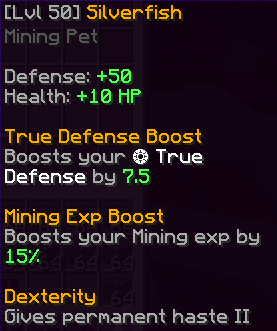 [Lvl 50] Silverfish
Mining Pet
Defense: +50
Health: +10 HP
True Defense Boost
Boosts your ❂ True
Defense by 7.5
Mining Exp Boost
Boosts your Mining exp by
15%
Dexterity
Gives permanent haste II